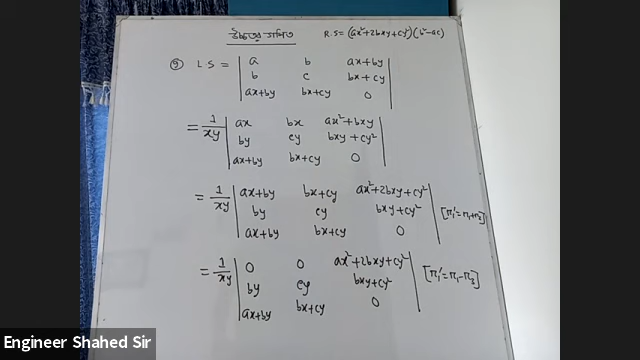 উচ্চতর গণিত R.S = (ax²+2bxy+cy²)(b²-ac)
9 L.S = | a b ax+by |
| b c bx+cy |
| ax+by bx+cy 0 |
= 1/xy | ax bx ax²+bxy |
| by cy bxy+cy² |
| ax+by bx+cy 0 |
= 1/xy | ax+by bx+cy ax²+2bxy+cy² |
| by cy bxy+cy² | [r₁′=r₁+r₂]
| ax+by bx+cy 0 |
= 1/xy | 0 0 ax²+2bxy+cy² |
| by cy bxy+cy² | [r₁′=r₁-r₃]
| ax+by bx+cy 0 |
Engineer Shahed Sir